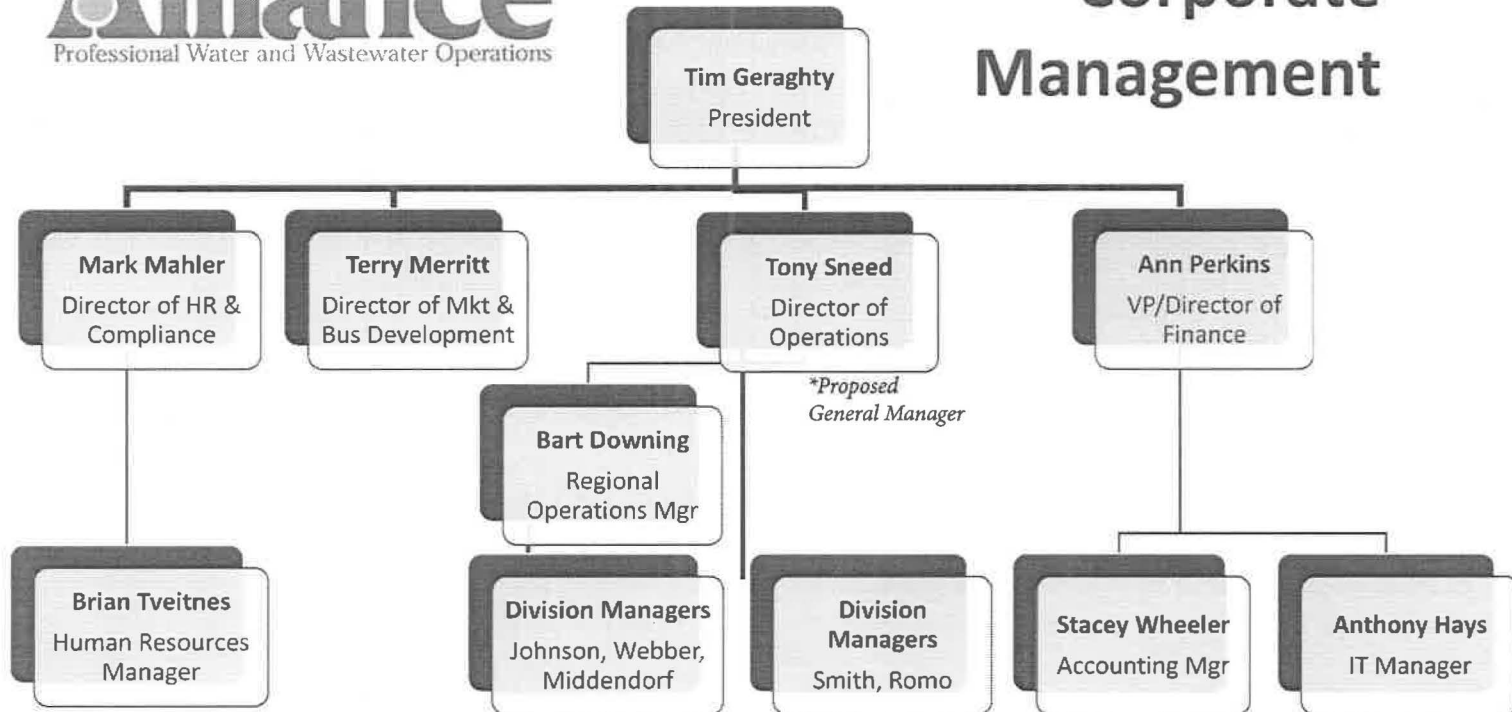 Alliance
Professional Water and Wastewater Operations
Corporate
Management
Tim Geraghty
President
Mark Mahler
Director of HR &
Compliance
Terry Merritt
Director of Mkt &
Bus Development
Tony Sneed
Director of
Operations
Ann Perkins
VP/Director of
Finance
*Proposed
General Manager
Bart Downing
Regional
Operations Mgr
Brian Tveitnes
Human Resources
Manager
Division Managers
Johnson, Webber,
Middendorf
Division
Managers
Smith, Romo
Stacey Wheeler
Accounting Mgr
Anthony Hays
IT Manager